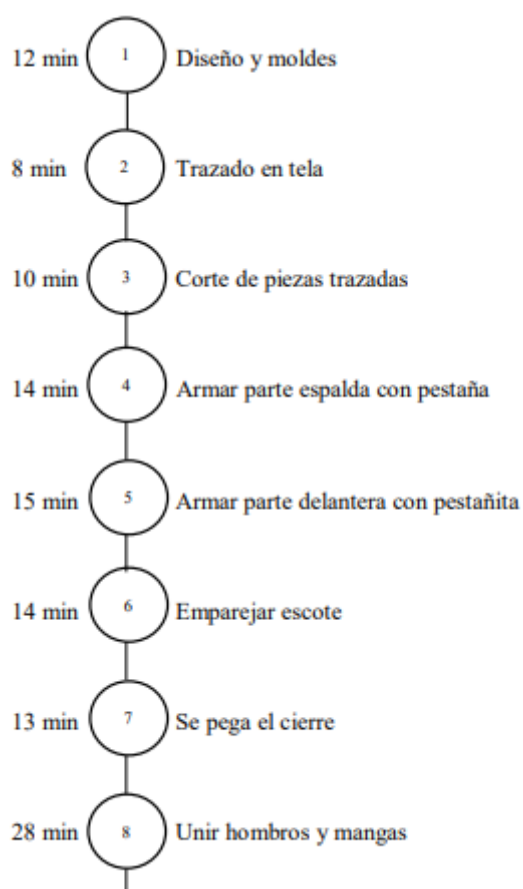 12 min 1 Diseño y moldes
8 min 2 Trazado en tela
10 min 3 Corte de piezas trazadas
14 min 4 Armar parte espalda con pestaña
15 min 5 Armar parte delantera con pestañita
14 min 6 Emparejar escote
13 min 7 Se pega el cierre
28 min 8 Unir hombros y mangas